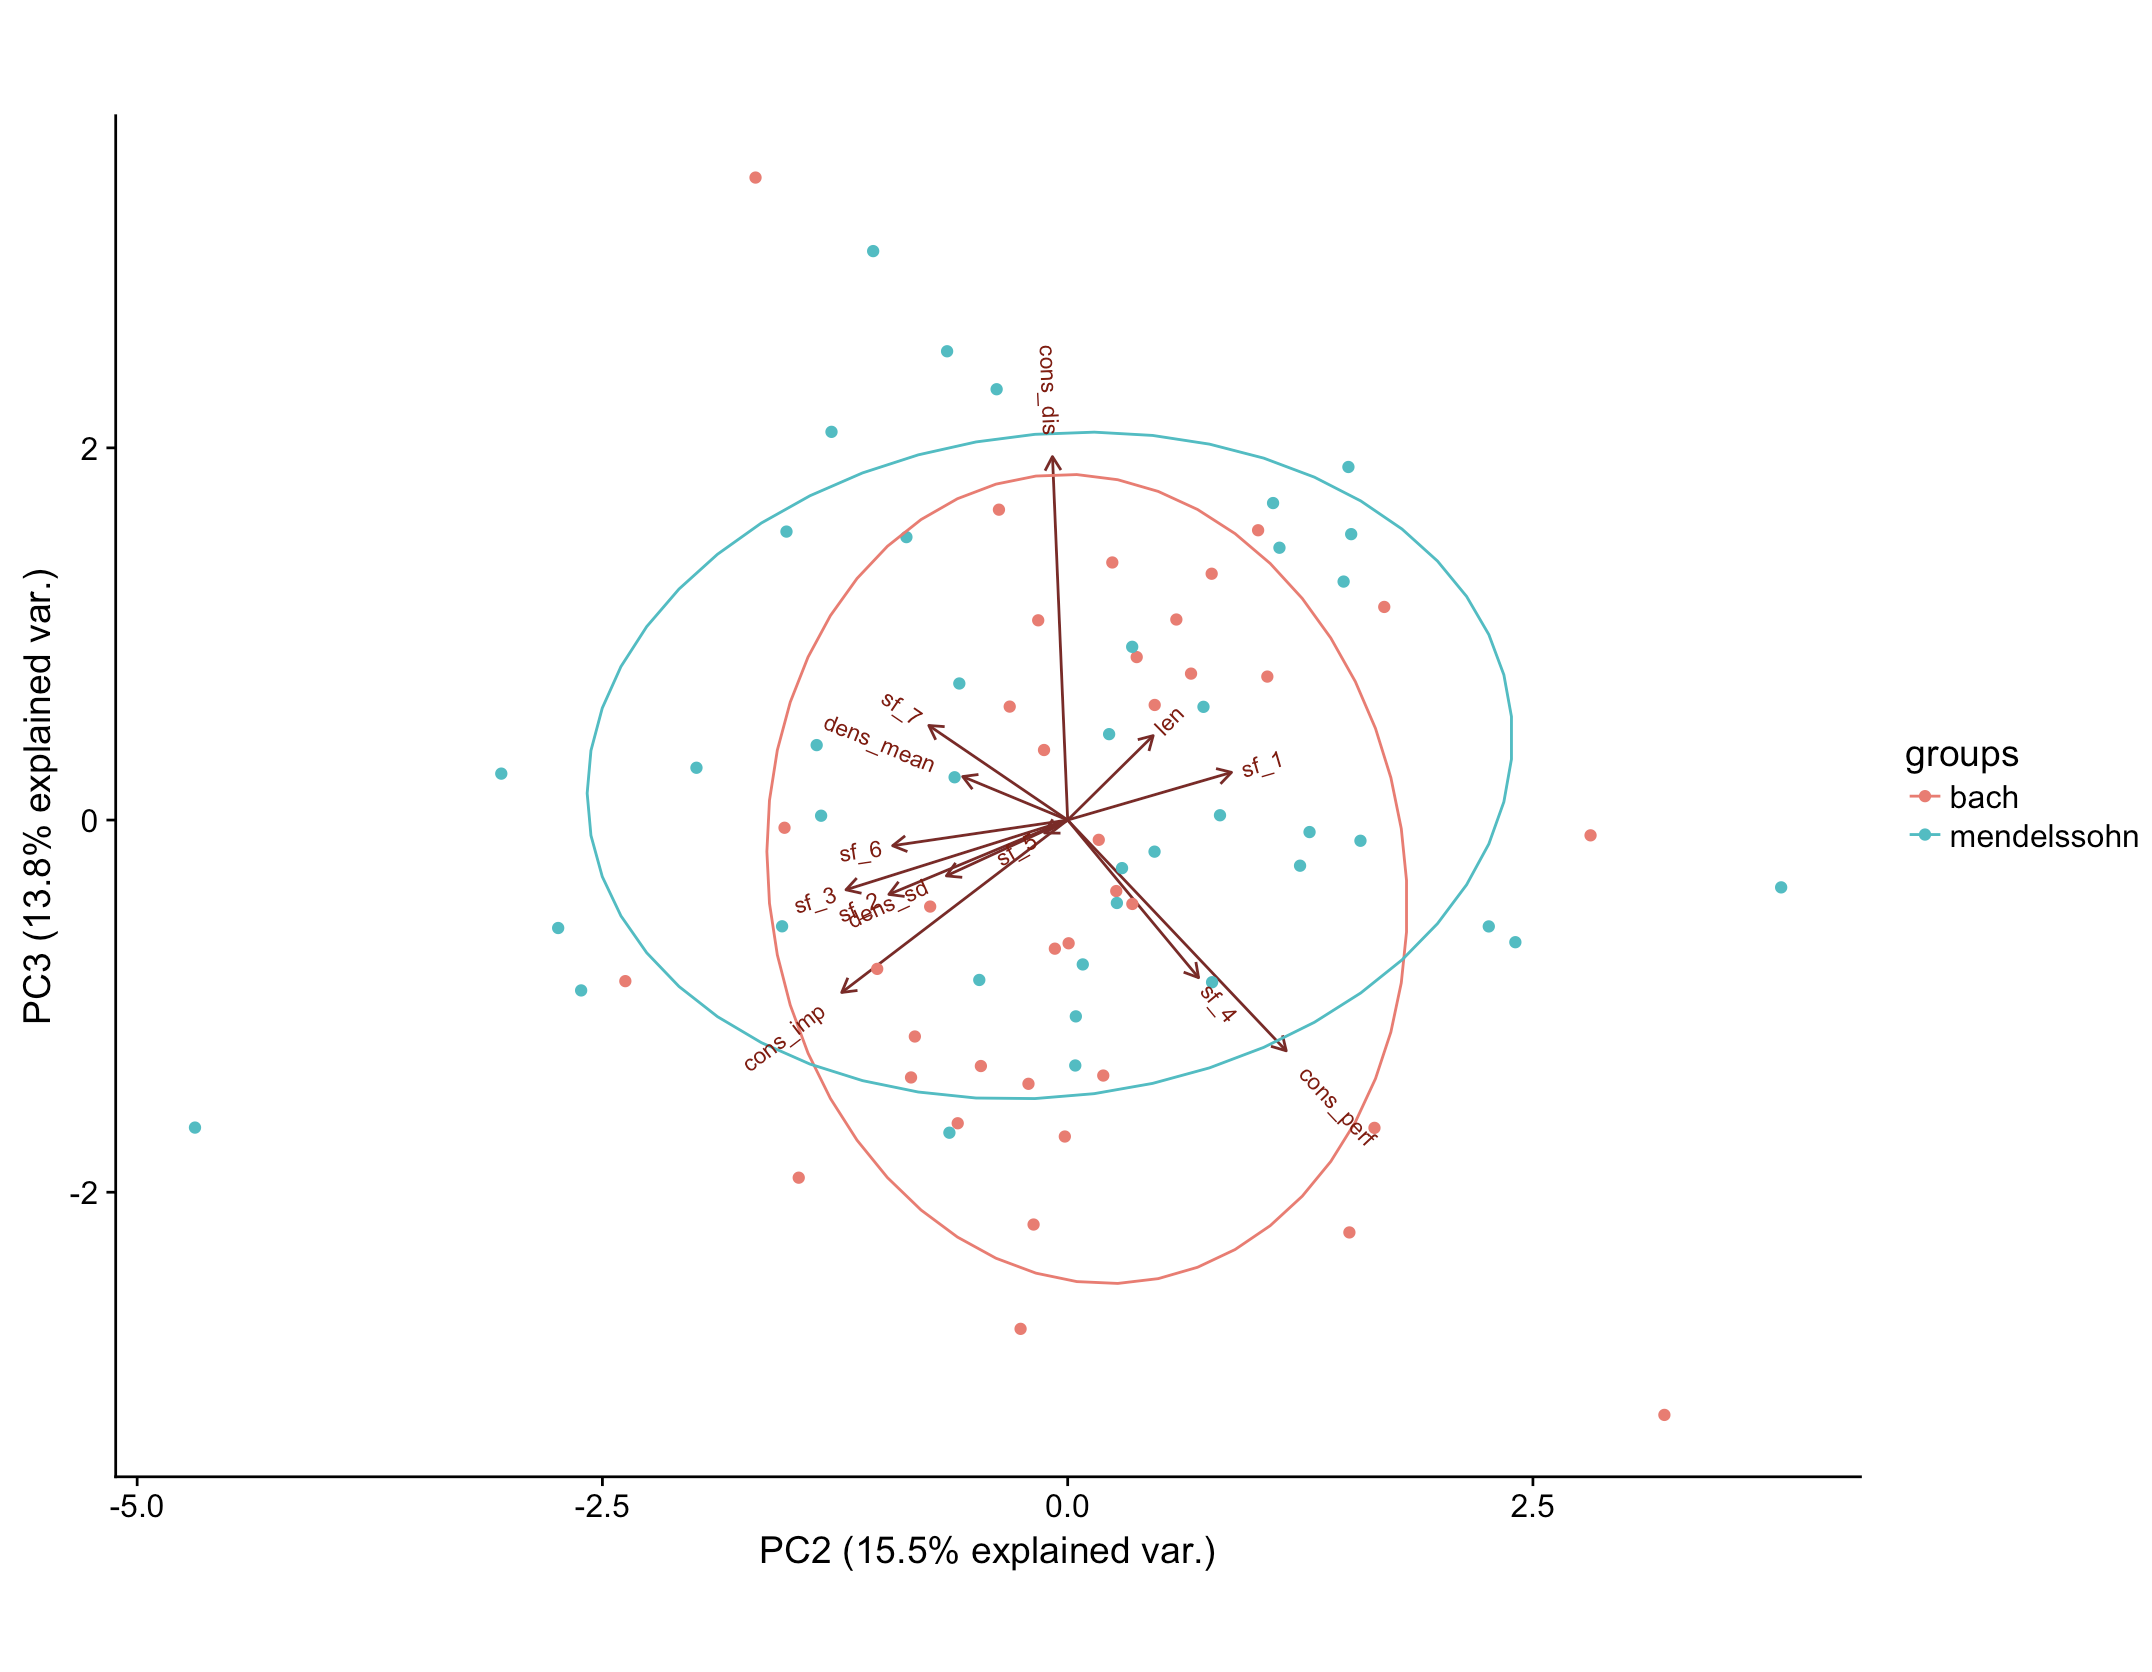 PC3 (13.8% explained var.)
2
0
-2
cons_dis
sf_7
dens_mean
len
sf_1
sf_6
sf_5
sf_3
sf_2
dens_sd
cons_imp
sf_4
cons_perf
-5.0
-2.5
0.0
2.5
PC2 (15.5% explained var.)
groups
bach
mendelssohn